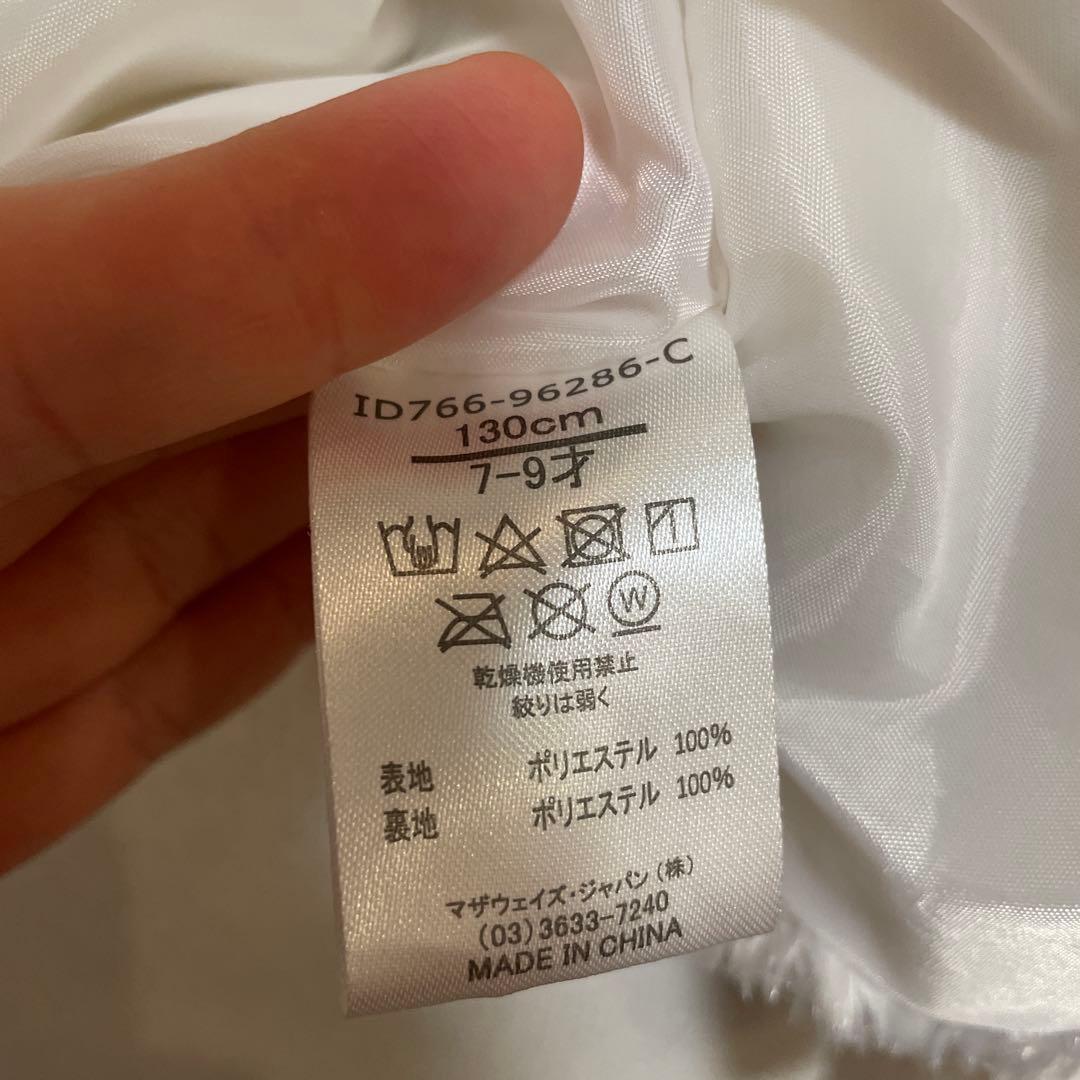 ID766-96286-C
130cm
7-9才
W
乾燥機使用禁止
絞りは弱く
表地 ポリエステル 100%
裏地 ポリエステル 100%
マザウェイズ・ジャパン(株)
(03)3633-7240
MADE IN CHINA